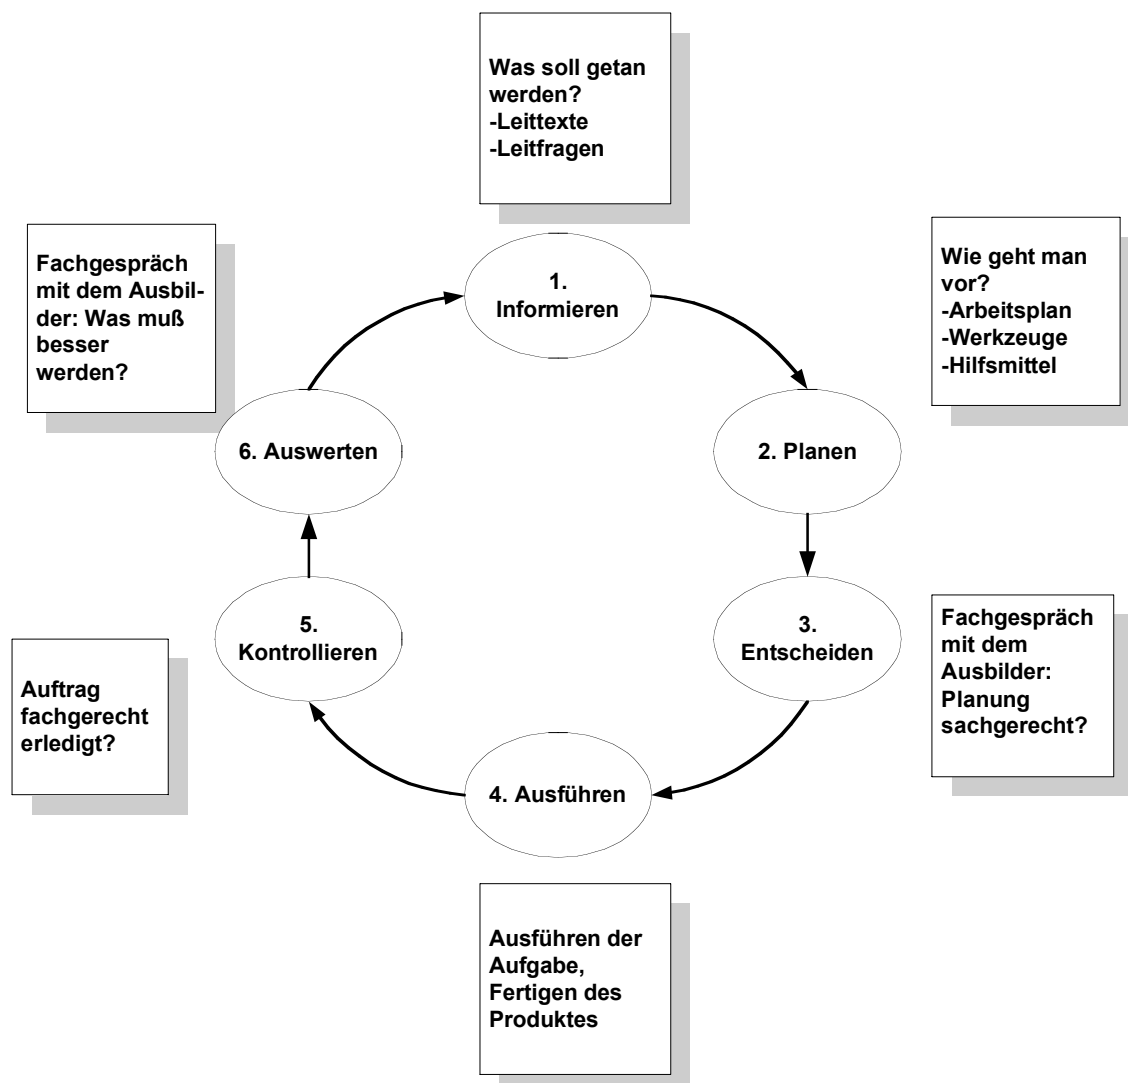 Was soll getan
werden?
-Leittexte
-Leitfragen
1.
Informieren
Wie geht man
vor?
-Arbeitsplan
-Werkzeuge
-Hilfsmittel
2. Planen
Fachgespräch
mit dem
Ausbilder:
Planung
sachgerecht?
3.
Entscheiden
4. Ausführen
Ausführen der
Aufgabe,
Fertigen des
Produktes
5.
Kontrollieren
Auftrag
fachgerecht
erledigt?
6. Auswerten
Fachgespräch
mit dem Ausbil-
der: Was muß
besser
werden?